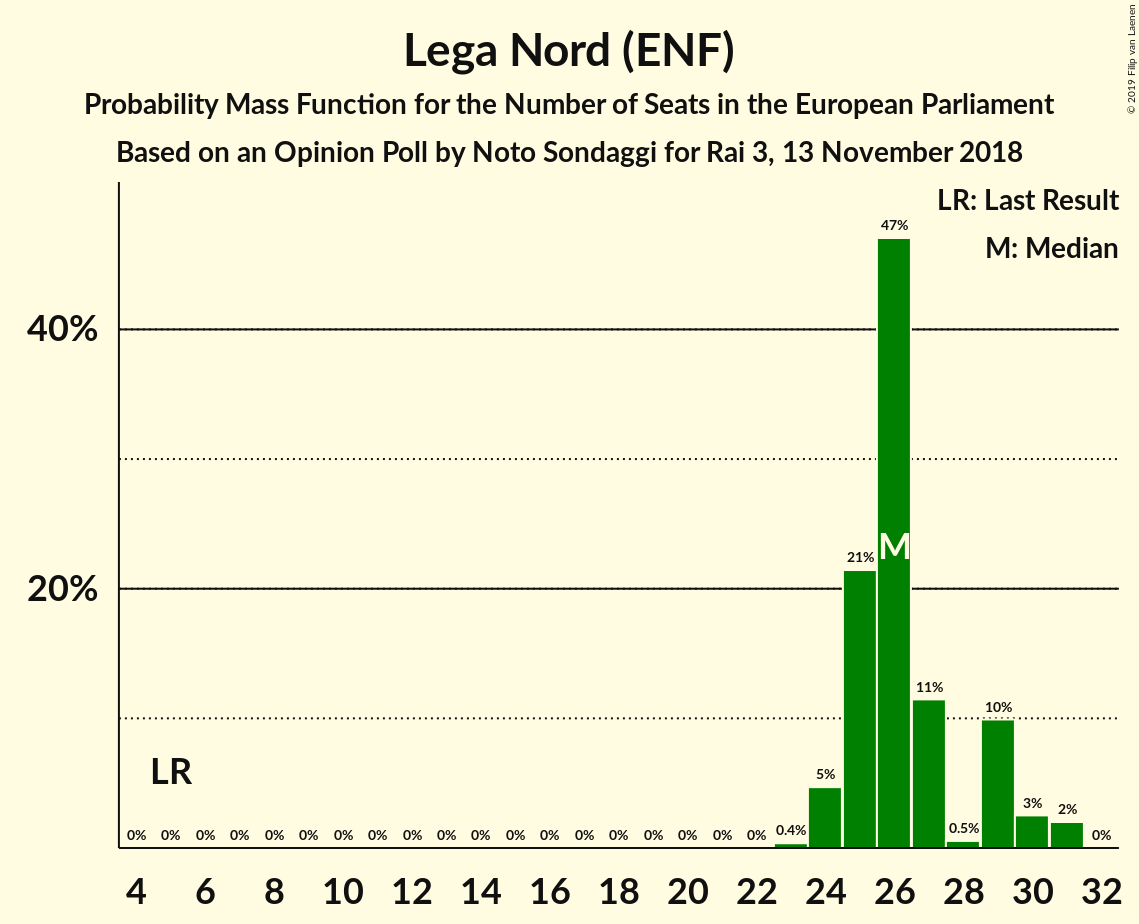 Lega Nord (ENF)
Probability Mass Function for the Number of Seats in the European Parliament
Based on an Opinion Poll by Noto Sondaggi for Rai 3, 13 November 2018
© 2019 Filip van Laenen
LR: Last Result
M: Median
47%
40%
M
21%
20%
11%
10%
LR
5%
3%
2%
0% 0% 0% 0% 0% 0% 0% 0% 0% 0% 0% 0% 0% 0% 0% 0% 0% 0% 0% 0.4% 0.5% 0%
4 6 8 10 12 14 16 18 20 22 24 26 28 30 32